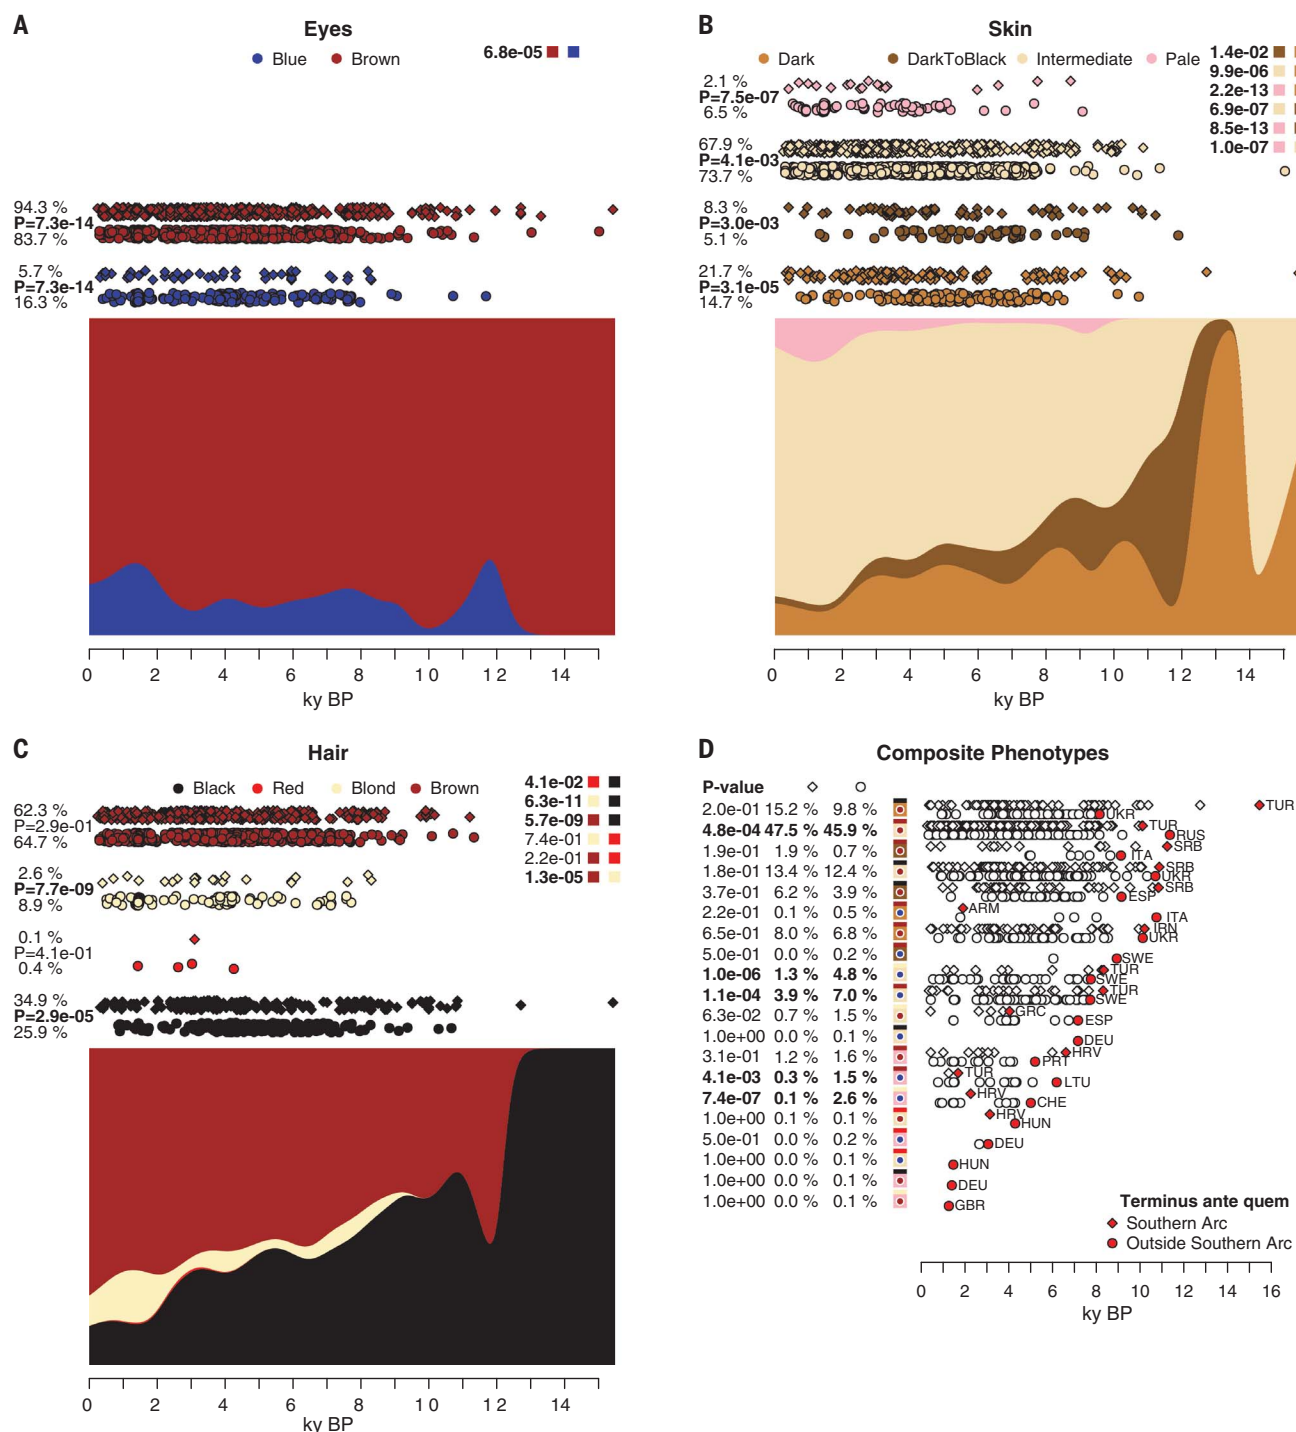 A
Eyes
Blue
Brown
6.8e-05
94.3 %
P=7.3e-14
83.7 %
5.7 %
P=7.3e-14
16.3 %
0 2 4 6 8 10 12 14
ky BP
B
Skin
Dark
DarkToBlack
Intermediate
Pale
1.4e-02
9.9e-06
2.2e-13
6.9e-07
8.5e-13
1.0e-07
2.1 %
P=7.5e-07
6.5 %
67.9 %
P=4.1e-03
73.7 %
8.3 %
P=3.0e-03
5.1 %
21.7 %
P=3.1e-05
14.7 %
0 2 4 6 8 10 12 14
ky BP
C
Hair
Black
Red
Blond
Brown
4.1e-02
6.3e-11
5.7e-09
7.4e-01
2.2e-01
1.3e-05
62.3 %
P=2.9e-01
64.7 %
2.6 %
P=7.7e-09
8.9 %
0.1 %
P=4.1e-01
0.4 %
34.9 %
P=2.9e-05
25.9 %
0 2 4 6 8 10 12 14
ky BP
D
Composite Phenotypes
P-value
2.0e-01 15.2 % 9.8 % TUR
UKR
4.8e-04 47.5 % 45.9 % TUR
RUS
1.9e-01 1.9 % 0.7 % SRB
ITA
1.8e-01 13.4 % 12.4 % SRB
UKR
3.7e-01 6.2 % 3.9 % SRB
ESP
2.2e-01 0.1 % 0.5 % ARM
ITA
6.5e-01 8.0 % 6.8 % IRN
UKR
5.0e-01 0.0 % 0.2 % SWE
1.0e-06 1.3 % 4.8 % TUR
SWE
1.1e-04 3.9 % 7.0 % TUR
SWE
6.3e-02 0.7 % 1.5 % GRC
ESP
1.0e+00 0.0 % 0.1 % DEU
3.1e-01 1.2 % 1.6 % HRV
PRT
4.1e-03 0.3 % 1.5 % TUR
LTU
7.4e-07 0.1 % 2.6 % HRV
CHE
1.0e+00 0.1 % 0.1 % HRV
HUN
5.0e-01 0.0 % 0.2 % DEU
1.0e+00 0.0 % 0.1 % HUN
1.0e+00 0.0 % 0.1 % DEU
1.0e+00 0.0 % 0.1 % GBR
Terminus ante quem
Southern Arc
Outside Southern Arc
0 2 4 6 8 10 12 14 16
ky BP